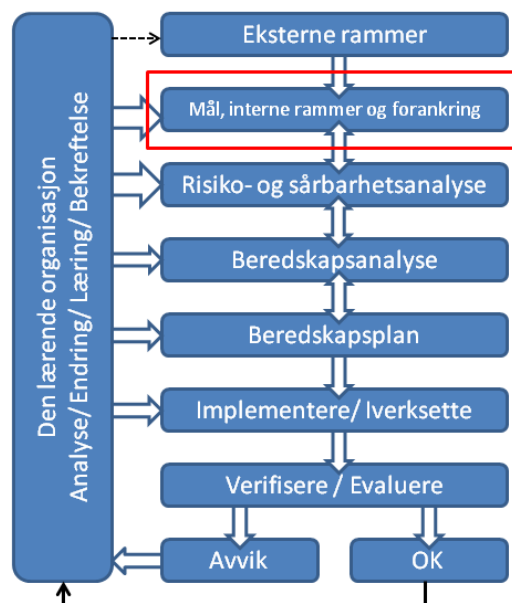 Den lærende organisasjon
Analyse/ Endring/ Læring/ Bekreftelse
Eksterne rammer
Mål, interne rammer og forankring
Risiko- og sårbarhetsanalyse
Beredskapsanalyse
Beredskapsplan
Implementere/ Iverksette
Verifisere / Evaluere
Avvik
OK